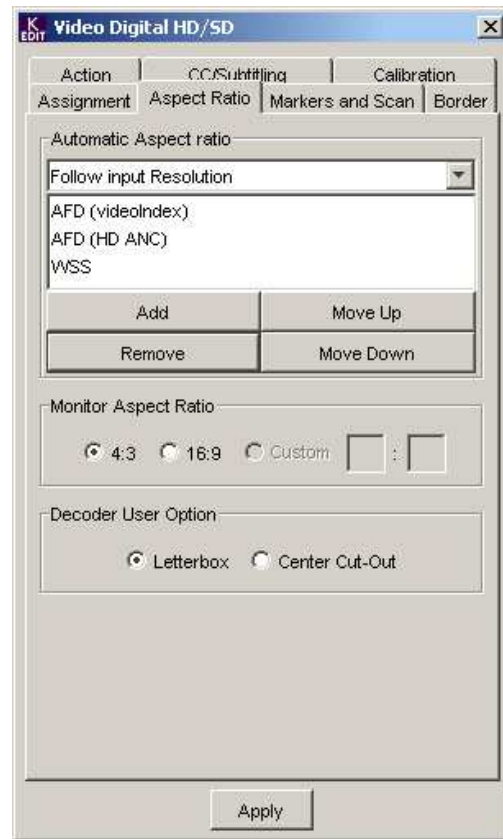 K EDIT Video Digital HD/SD
Action CC/Subtitling Calibration
Assignment Aspect Ratio Markers and Scan Border
Automatic Aspect ratio
Follow input Resolution
AFD (videoIndex)
AFD (HD ANC)
WSS
Add Move Up
Remove Move Down
Monitor Aspect Ratio
4:3 16:9 Custom :
Decoder User Option
Letterbox Center Cut-Out
Apply